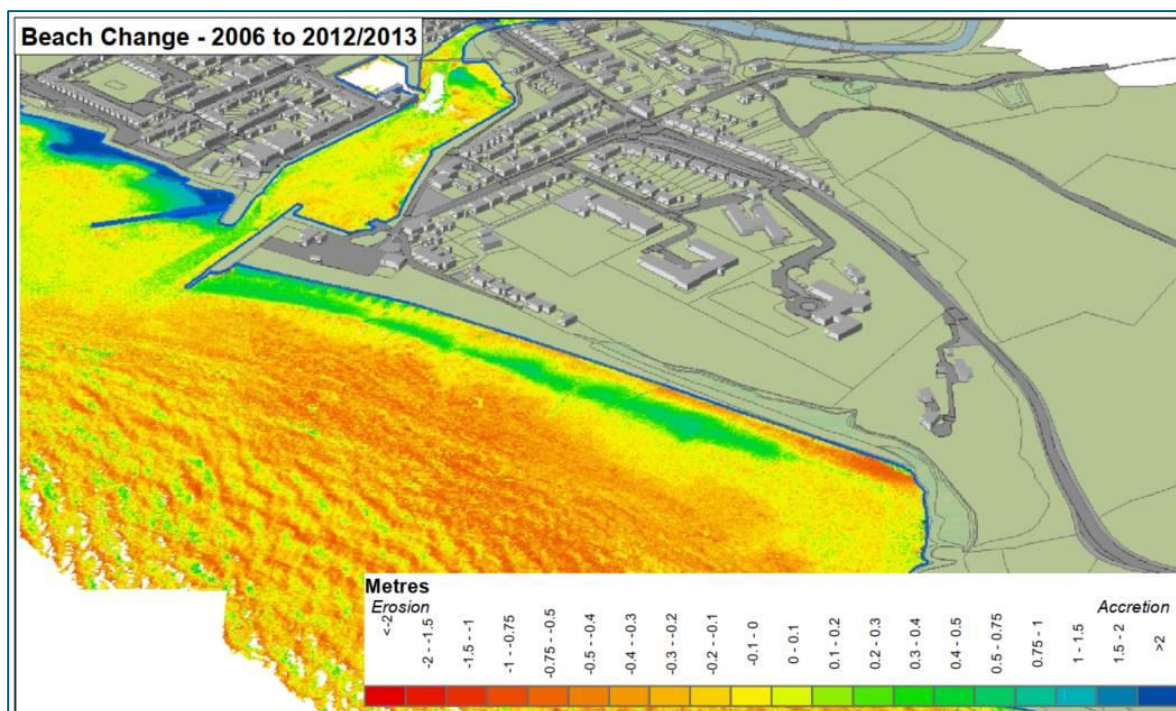 Beach Change - 2006 to 2012/2013
Metres
Erosion
Accretion
<-2
-2 - -1.5
-1.5 - -1
-1 - -0.75
-0.75 - -0.5
-0.5 - -0.4
-0.4 - -0.3
-0.3 - -0.2
-0.2 - -0.1
-0.1 - 0
0 - 0.1
0.1 - 0.2
0.2 - 0.3
0.3 - 0.4
0.4 - 0.5
0.5 - 0.75
0.75 - 1
1 - 1.5
1.5 - 2
>2